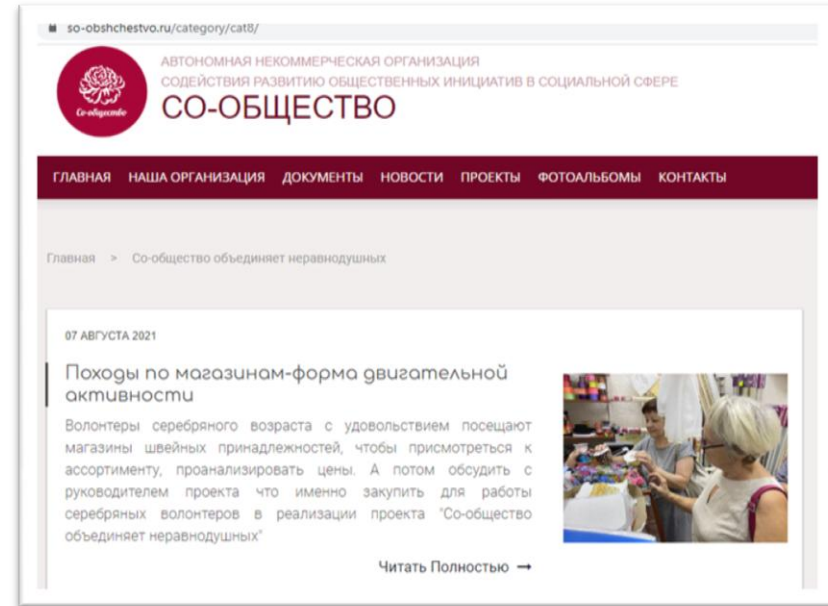 so-obshchestvo.ru/category/cat8/
АВТОНОМНАЯ НЕКОММЕРЧЕСКАЯ ОРГАНИЗАЦИЯ
СОДЕЙСТВИЯ РАЗВИТИЮ ОБЩЕСТВЕННЫХ ИНИЦИАТИВ В СОЦИАЛЬНОЙ СФЕРЕ
Со-общество
СО-ОБЩЕСТВО
ГЛАВНАЯ НАША ОРГАНИЗАЦИЯ ДОКУМЕНТЫ НОВОСТИ ПРОЕКТЫ ФОТОАЛЬБОМЫ КОНТАКТЫ
Главная > Со-общество объединяет неравнодушных
07 АВГУСТА 2021
Походы по магазинам-форма двигательной
активности
Волонтеры серебряного возраста с удовольствием посещают
магазины швейных принадлежностей, чтобы присмотреться к
ассортименту, проанализировать цены. А потом обсудить с
руководителем проекта что именно закупить для работы
серебряных волонтеров в реализации проекта "Со-общество
объединяет неравнодушных"
Читать Полностью →